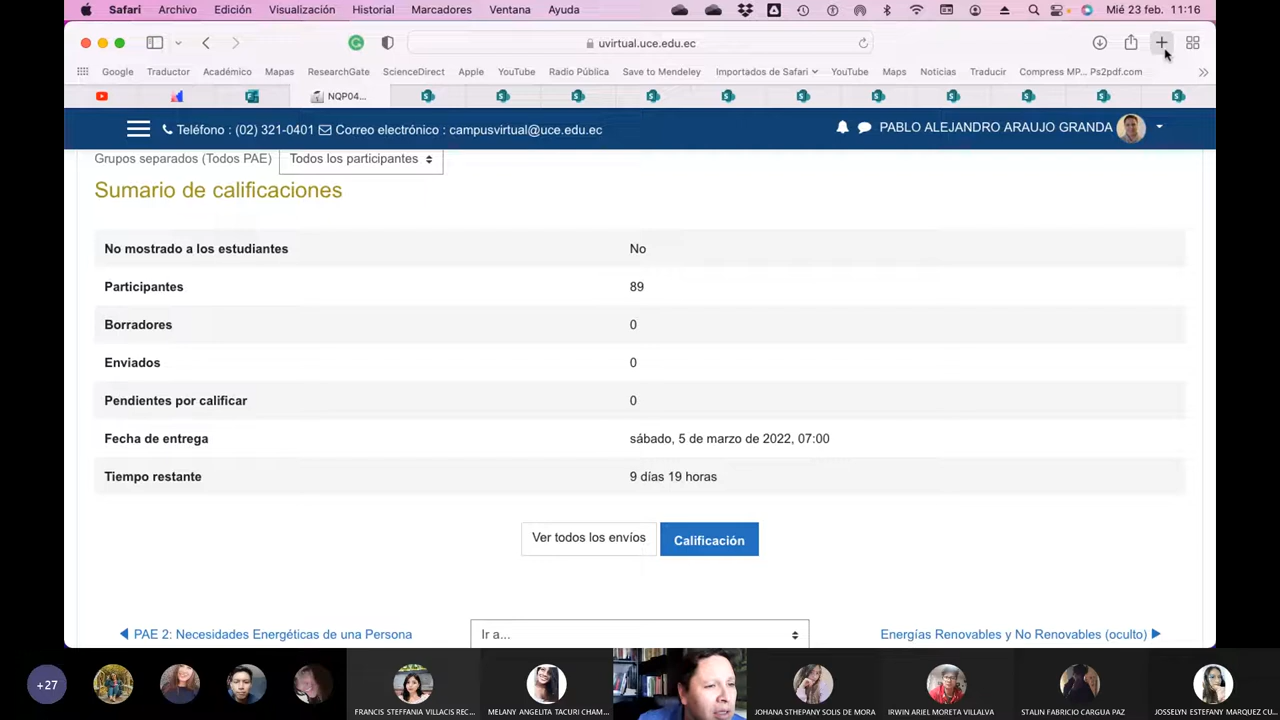 Safari Archivo Edición Visualización Historial Marcadores Ventana Ayuda Mié 23 feb. 11:16
uvirtual.uce.edu.ec
Google Traductor Académico Mapas ResearchGate ScienceDirect Apple YouTube Radio Pública Save to Mendeley Importados de Safari YouTube Maps Noticias Traducir Compress MP... Ps2pdf.com
NQP04...
Teléfono : (02) 321-0401 Correo electrónico : campusvirtual@uce.edu.ec PABLO ALEJANDRO ARAUJO GRANDA
Grupos separados (Todos PAE) Todos los participantes
Sumario de calificaciones
No mostrado a los estudiantes No
Participantes 89
Borradores 0
Enviados 0
Pendientes por calificar 0
Fecha de entrega sábado, 5 de marzo de 2022, 07:00
Tiempo restante 9 días 19 horas
Ver todos los envíos Calificación
PAE 2: Necesidades Energéticas de una Persona Ir a... Energías Renovables y No Renovables (oculto)
+27
FRANCIS STEFFANIA VILLACIS REC... MELANY ANGELITA TACURI CHAM... JOHANA STHEPANY SOLIS DE MORA IRWIN ARIEL MORETA VILLALVA STALIN FABRICIO CARGUA PAZ JOSSELYN ESTEFANY MARQUEZ CU...